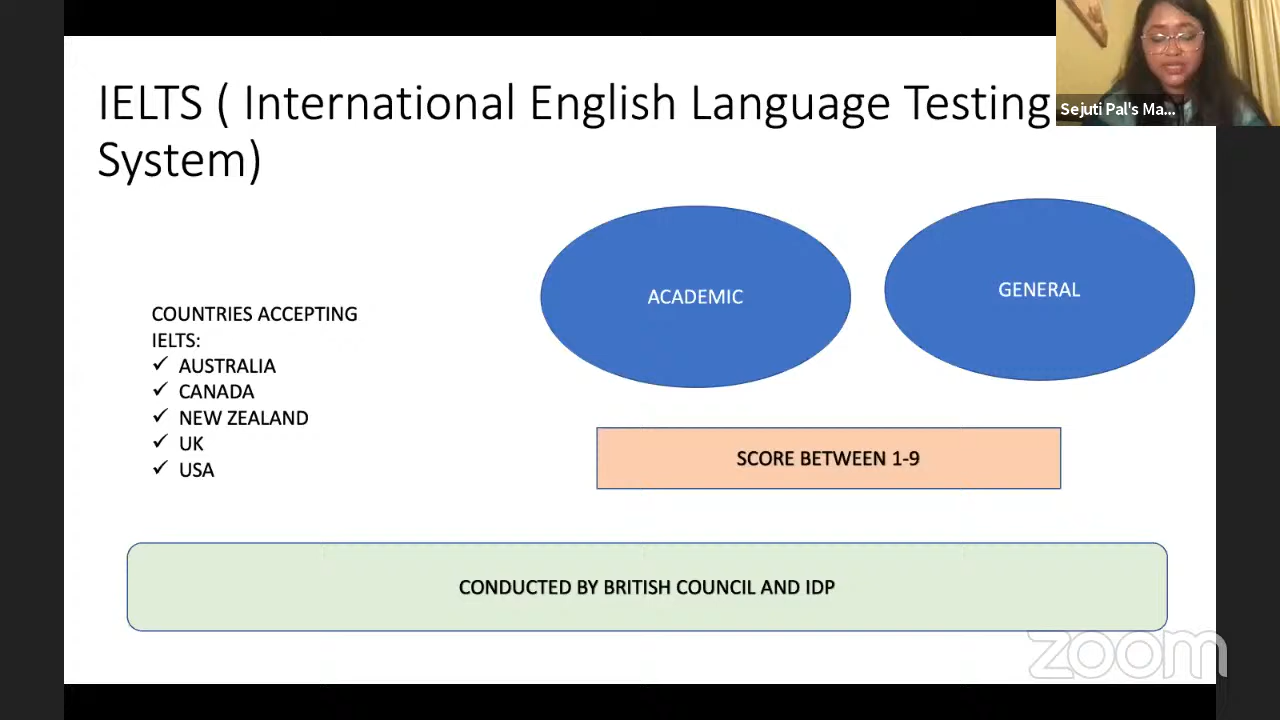 IELTS ( International English Language Testing
System)
Sejuti Pal's Ma...
ACADEMIC
GENERAL
COUNTRIES ACCEPTING
IELTS:
✓ AUSTRALIA
✓ CANADA
✓ NEW ZEALAND
✓ UK
✓ USA
SCORE BETWEEN 1-9
CONDUCTED BY BRITISH COUNCIL AND IDP
zoom